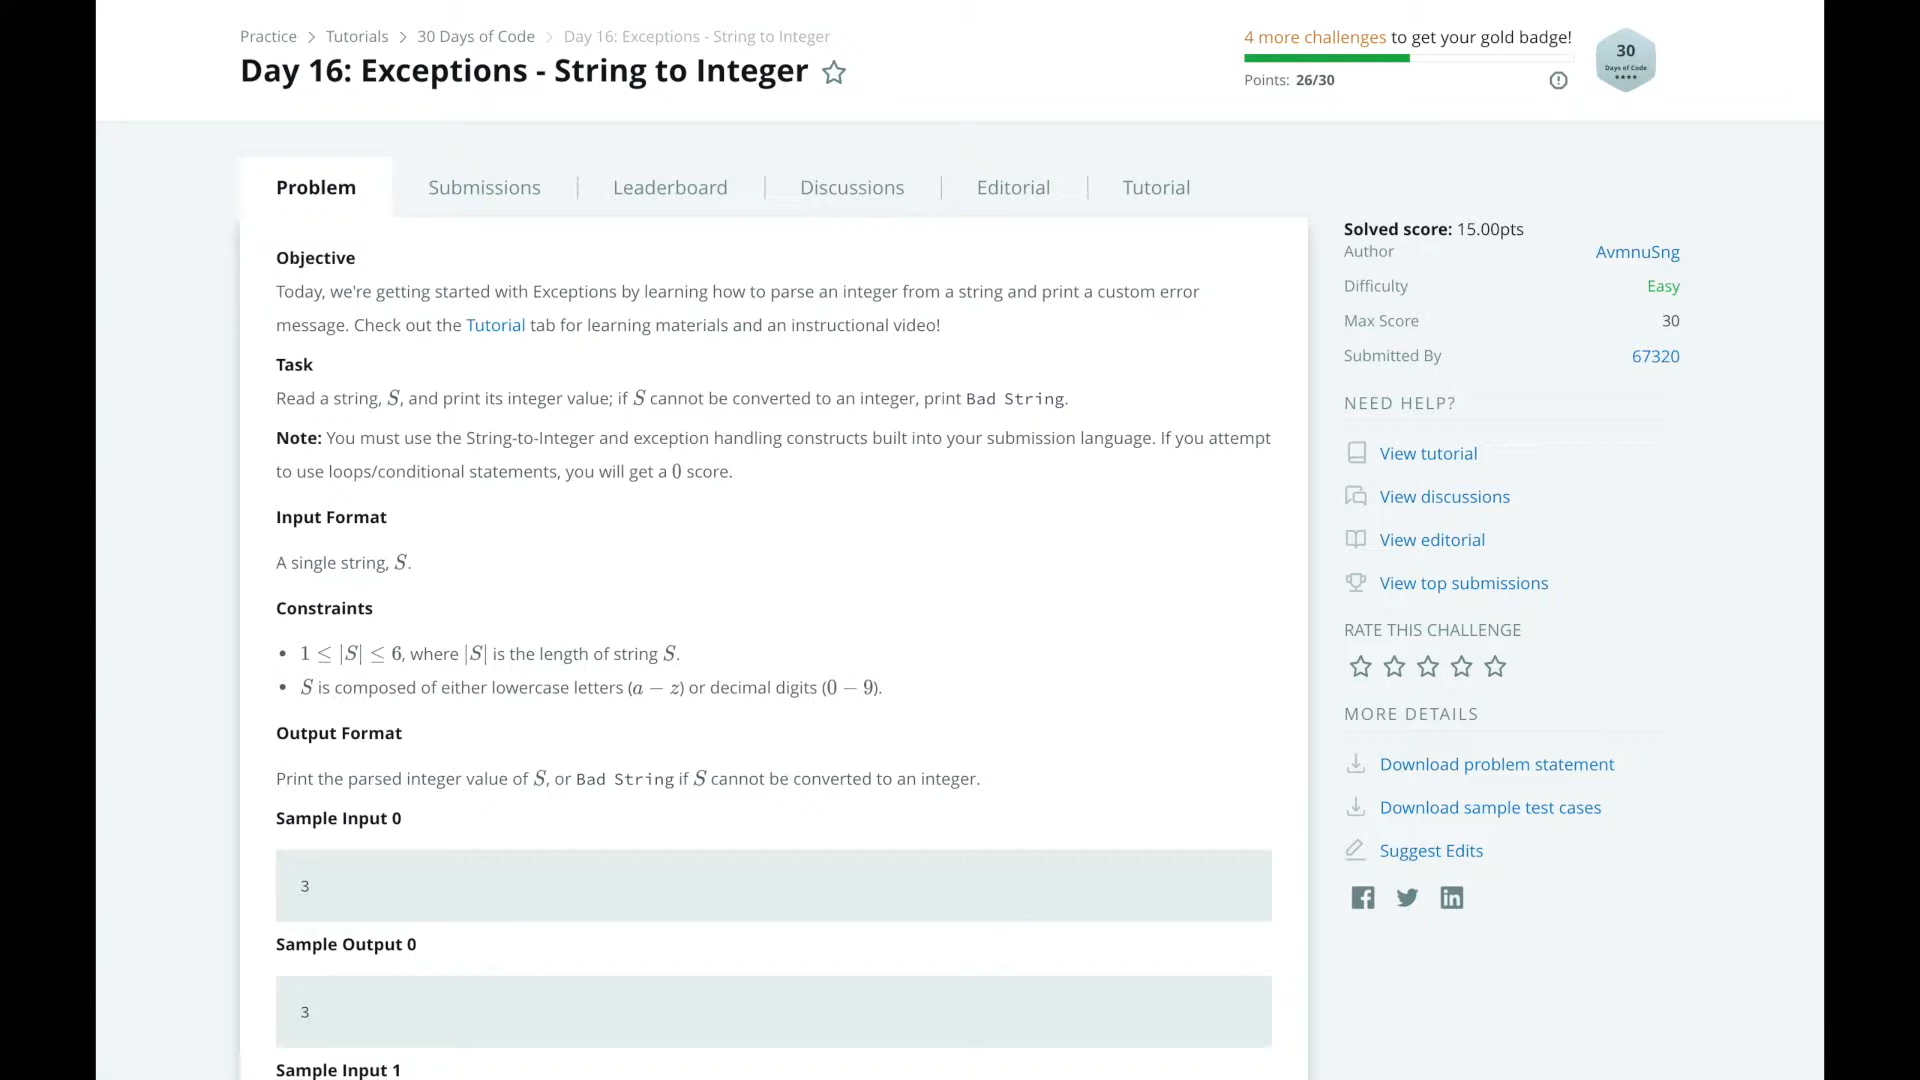 Practice > Tutorials > 30 Days of Code > Day 16: Exceptions - String to Integer
Day 16: Exceptions - String to Integer
4 more challenges to get your gold badge!
Points: 26/30
30
Days of Code
Problem
Submissions
Leaderboard
Discussions
Editorial
Tutorial
Objective
Today, we're getting started with Exceptions by learning how to parse an integer from a string and print a custom error
message. Check out the Tutorial tab for learning materials and an instructional video!
Task
Read a string, S, and print its integer value; if S cannot be converted to an integer, print Bad String.
Note: You must use the String-to-Integer and exception handling constructs built into your submission language. If you attempt
to use loops/conditional statements, you will get a 0 score.
Input Format
A single string, S.
Constraints
• 1 ≤ |S| ≤ 6, where |S| is the length of string S.
• S is composed of either lowercase letters (a − z) or decimal digits (0 − 9).
Output Format
Print the parsed integer value of S, or Bad String if S cannot be converted to an integer.
Sample Input 0
3
Sample Output 0
3
Sample Input 1
Solved score: 15.00pts
Author AvmnuSng
Difficulty Easy
Max Score 30
Submitted By 67320
NEED HELP?
View tutorial
View discussions
View editorial
View top submissions
RATE THIS CHALLENGE
MORE DETAILS
Download problem statement
Download sample test cases
Suggest Edits